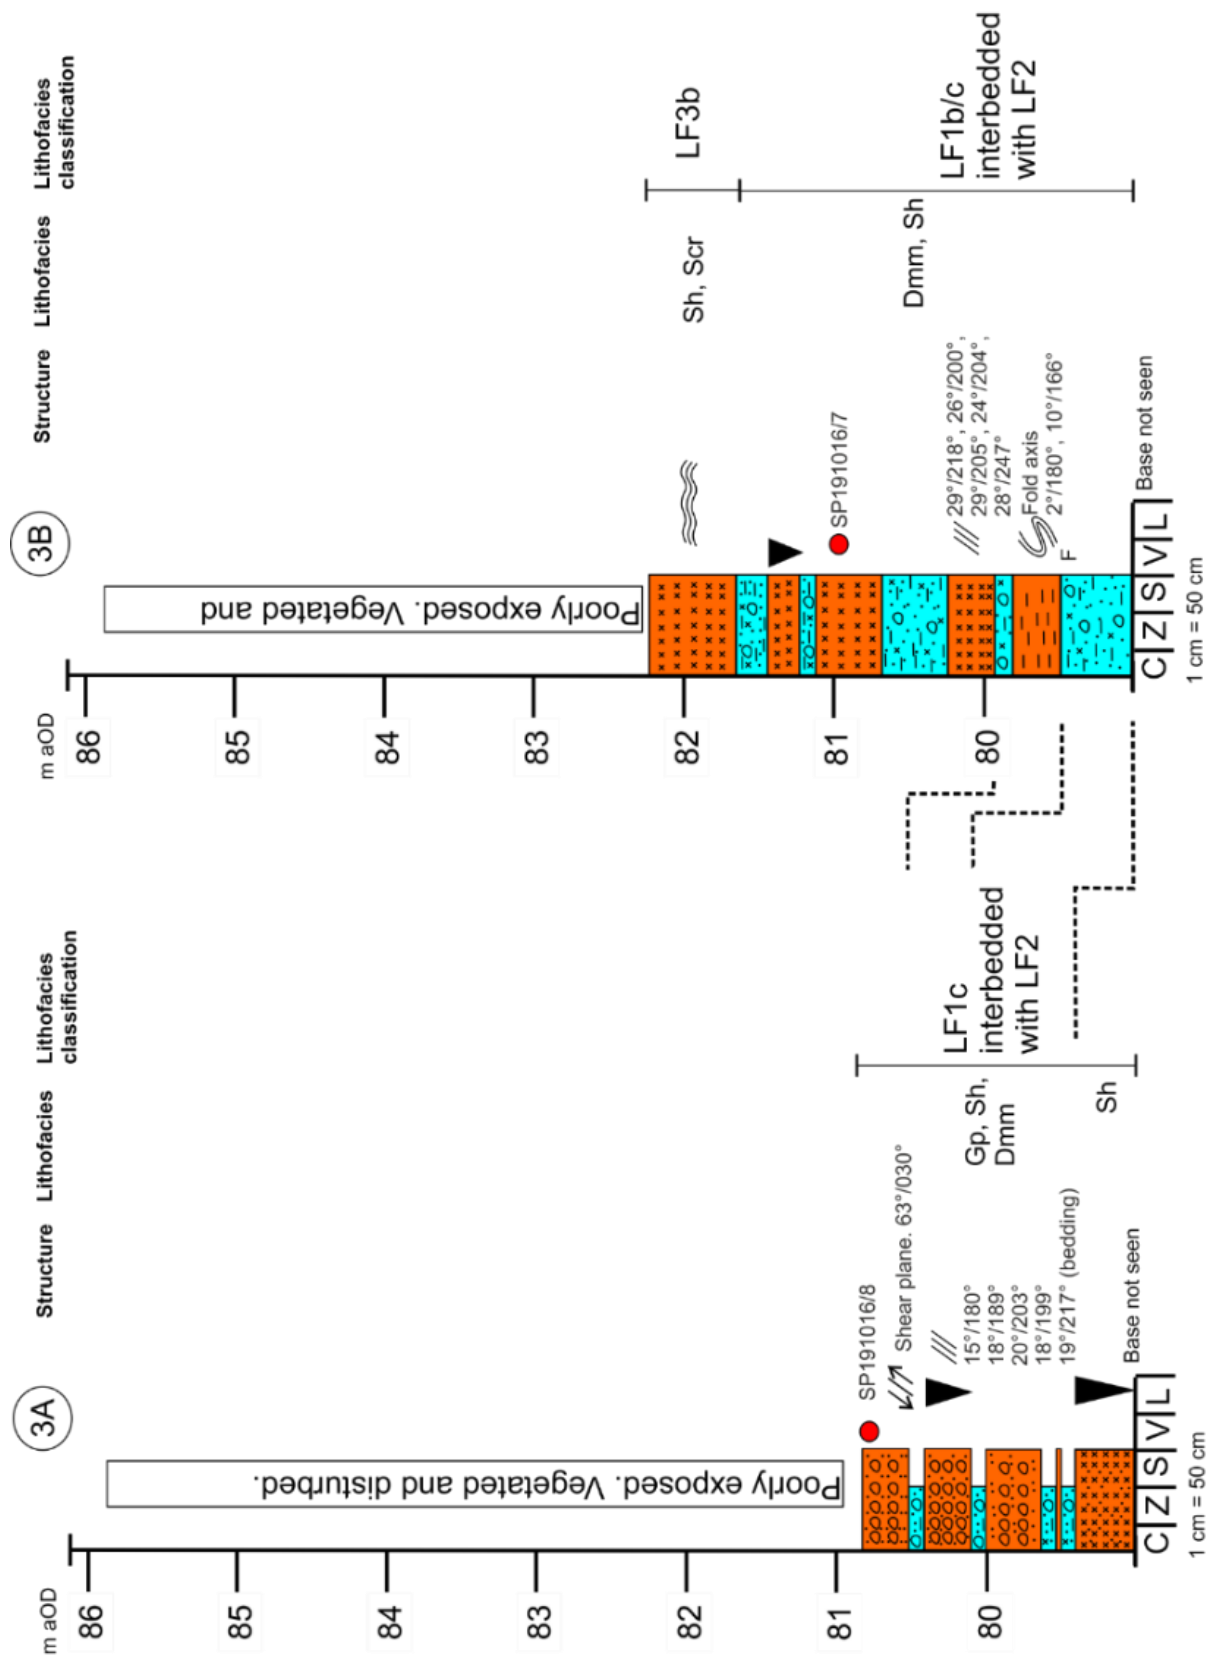 3A
m aOD
Structure
Lithofacies
Lithofacies
classification
86
85
84
83
82
81
80
Poorly exposed. Vegetated and disturbed.
SP191016/8
Shear plane. 63°/030°
15°/180°
18°/189°
20°/203°
18°/199°
19°/217° (bedding)
Gp, Sh,
Dmm
Sh
LF1c
interbedded
with LF2
Base not seen
C Z S V L
1 cm = 50 cm
3B
m aOD
Structure
Lithofacies
Lithofacies
classification
86
85
84
83
82
81
80
Poorly exposed. Vegetated and
Sh, Scr
LF3b
SP191016/7
Dmm, Sh
LF1b/c
interbedded
with LF2
29°/218°, 26°/200°,
29°/205°, 24°/204°,
28°/247°
Fold axis
2°/180°, 10°/166°
F
Base not seen
C Z S V L
1 cm = 50 cm